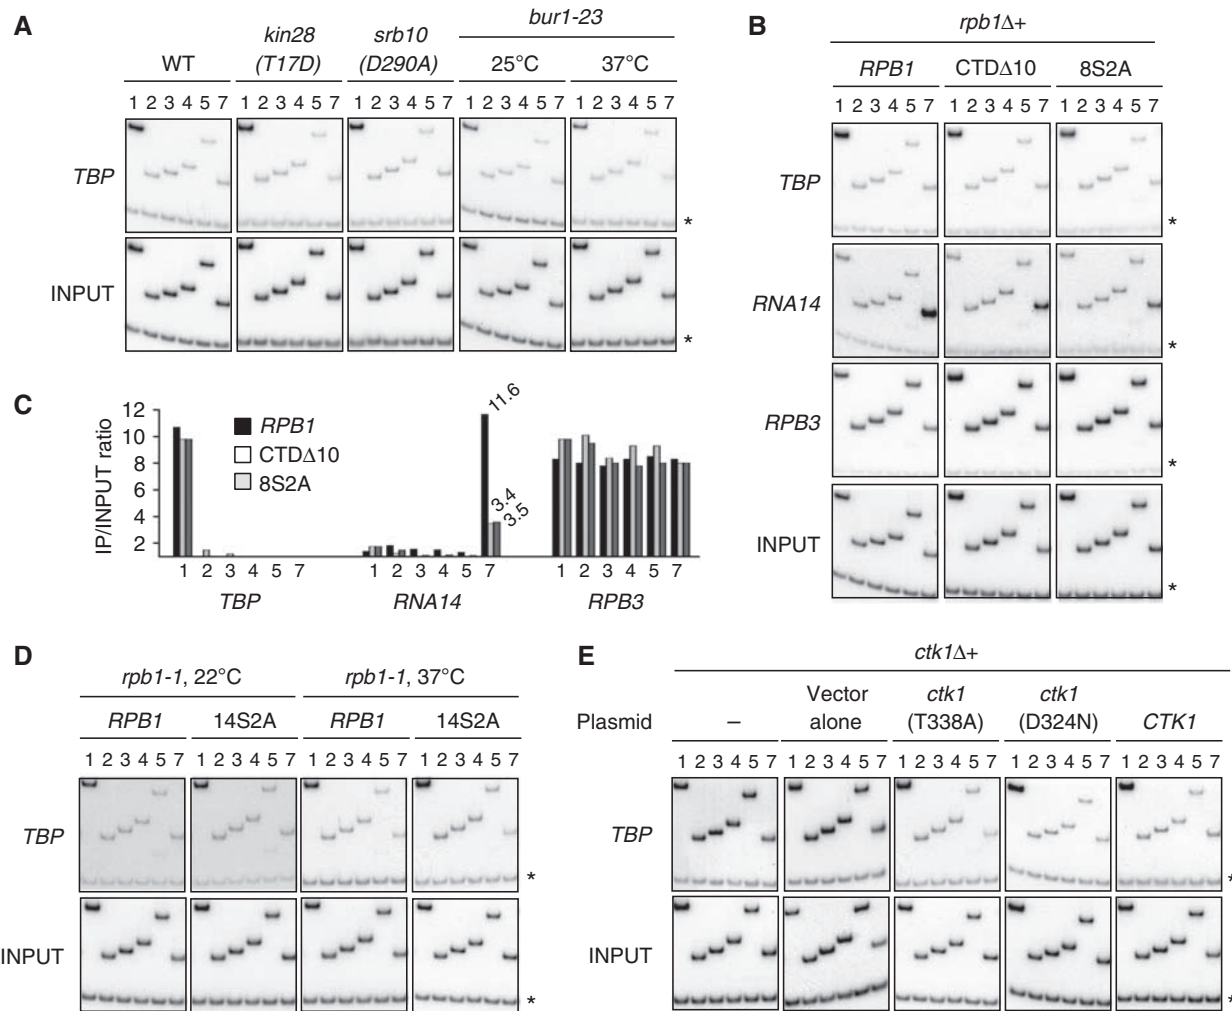 A
WT
kin28
(T17D)
srb10
(D290A)
bur1-23
25°C
37°C
1 2 3 4 5 7
1 2 3 4 5 7
1 2 3 4 5 7
1 2 3 4 5 7
1 2 3 4 5 7
TBP
*
INPUT
*
B
rpb1Δ+
RPB1
CTDΔ10
8S2A
1 2 3 4 5 7
1 2 3 4 5 7
1 2 3 4 5 7
TBP
*
RNA14
*
RPB3
*
INPUT
*
C
IP/INPUT ratio
12
10
8
6
4
2
RPB1
CTDΔ10
8S2A
11.6
3.4
3.5
1 2 3 4 5 7
1 2 3 4 5 7
1 2 3 4 5 7
TBP
RNA14
RPB3
D
rpb1-1, 22°C
rpb1-1, 37°C
RPB1
14S2A
RPB1
14S2A
1 2 3 4 5 7
1 2 3 4 5 7
1 2 3 4 5 7
1 2 3 4 5 7
TBP
*
INPUT
*
E
ctk1Δ+
Plasmid
–
Vector
alone
ctk1
(T338A)
ctk1
(D324N)
CTK1
1 2 3 4 5 7
1 2 3 4 5 7
1 2 3 4 5 7
1 2 3 4 5 7
1 2 3 4 5 7
TBP
*
INPUT
*